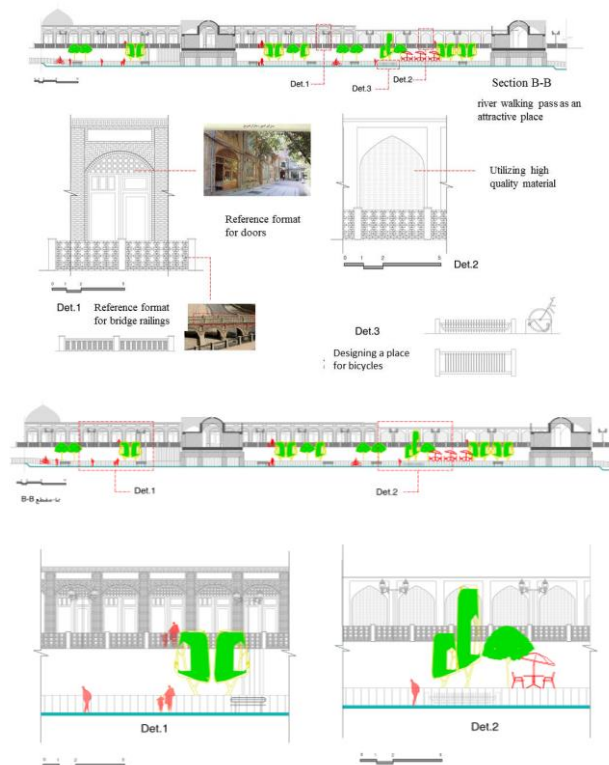 Det.1
Det.3
Det.2
Section B-B
river walking pass as an
attractive place
Utilizing high
quality material
Reference format
for doors
Det.2
Det.1
Reference format
for bridge railings
Det.3
Designing a place
for bicycles
Det.1
Det.2
B-B
Det.1
Det.2